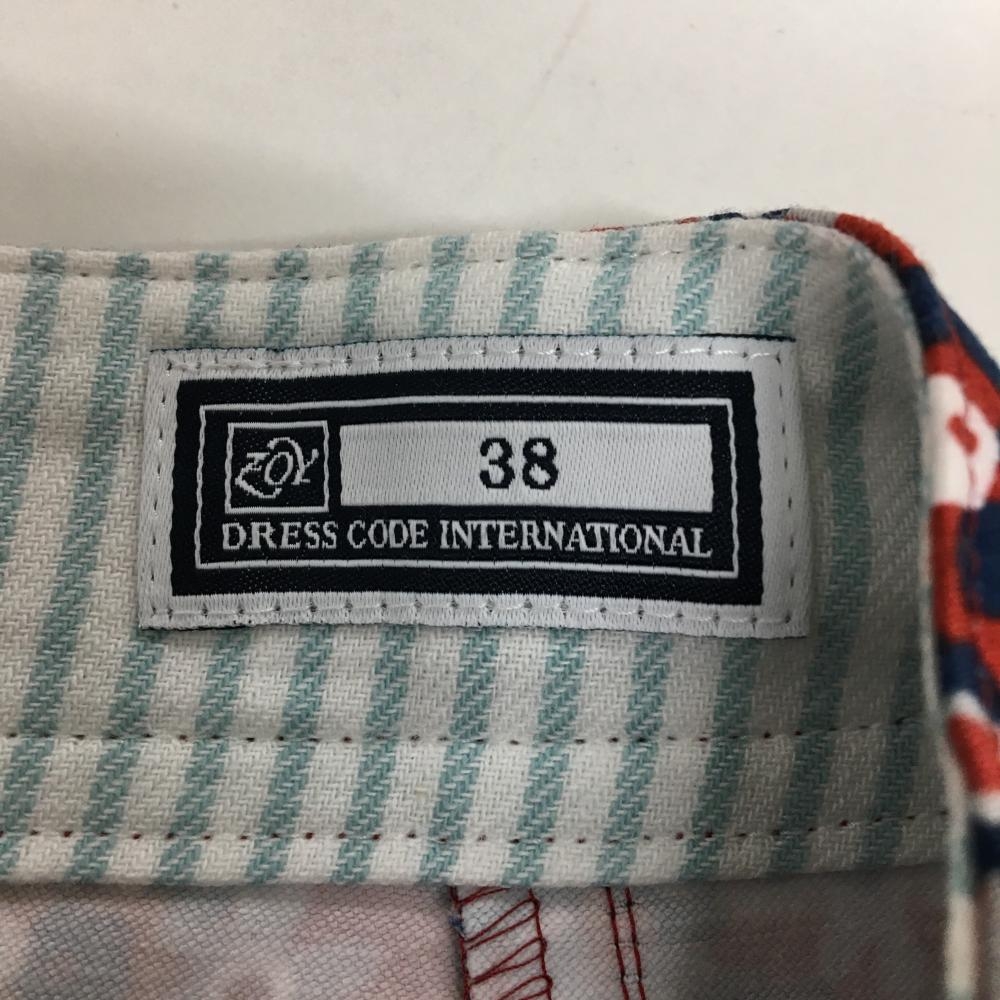 ZOY 38
DRESS CODE INTERNATIONAL